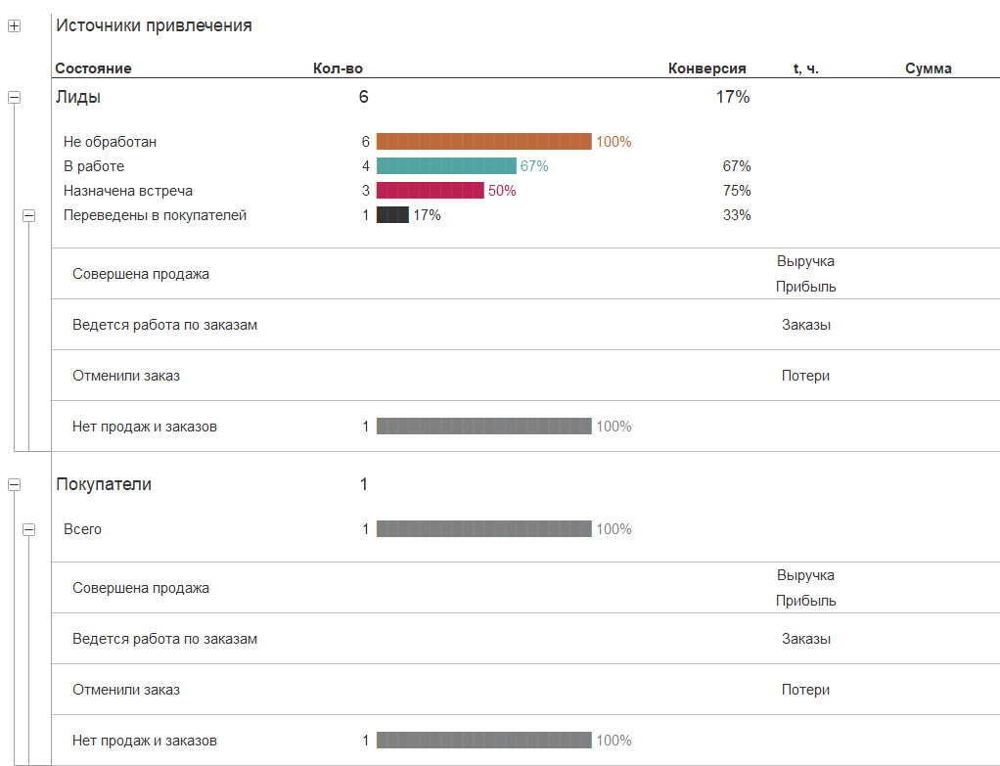 Источники привлечения
Состояние Кол-во Конверсия t, ч. Сумма
Лиды 6 17%
Не обработан 6 100%
В работе 4 67% 67%
Назначена встреча 3 50% 75%
Переведены в покупателей 1 17% 33%
Выручка
Совершена продажа
Прибыль
Ведется работа по заказам Заказы
Отменили заказ Потери
Нет продаж и заказов 1 100%
Покупатели 1
Всего 1 100%
Выручка
Совершена продажа
Прибыль
Ведется работа по заказам Заказы
Отменили заказ Потери
Нет продаж и заказов 1 100%